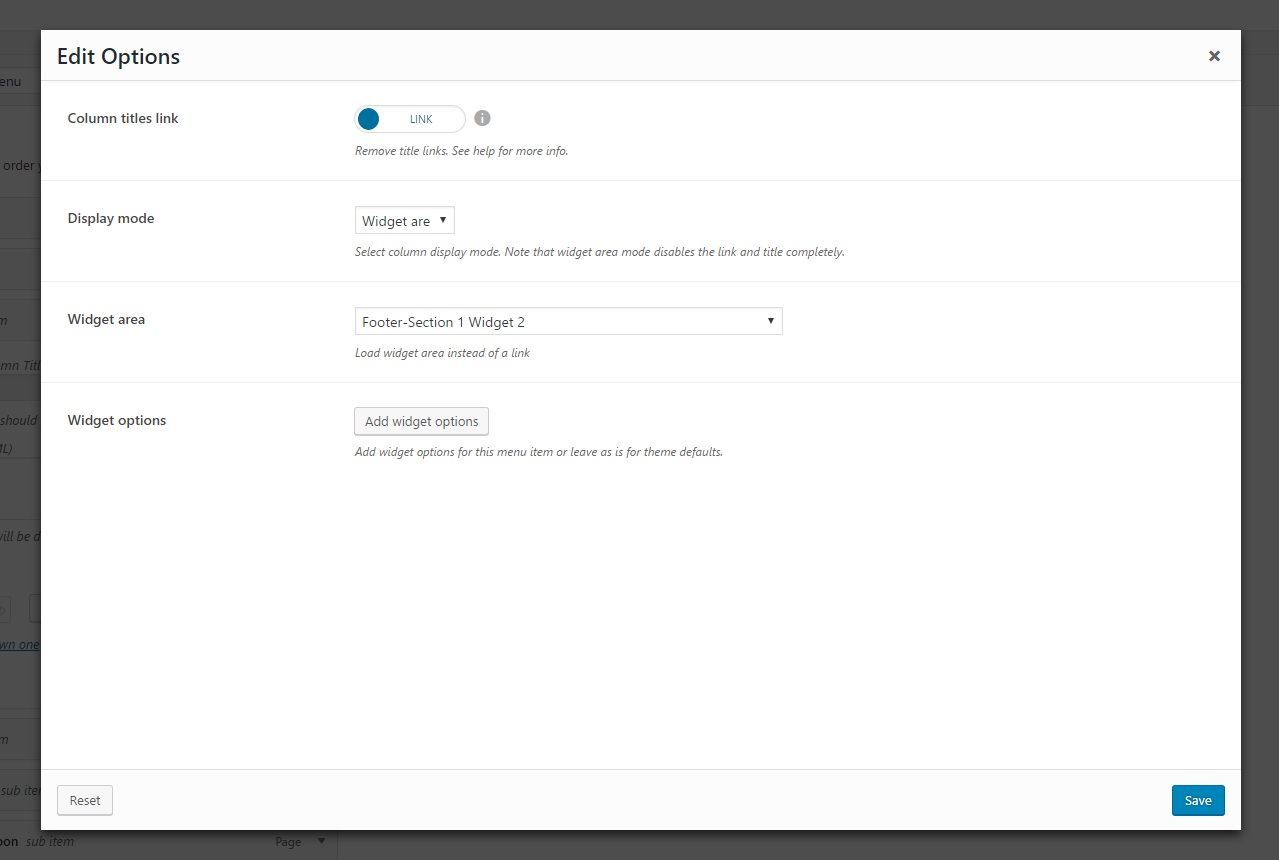 Edit Options
enu
Column titles link
LINK
Remove title links. See help for more info.
order
Display mode
Widget are
Select column display mode. Note that widget area mode disables the link and title completely.
Widget area
Footer-Section 1 Widget 2
m
Load widget area instead of a link
mn Titl
Widget options
Add widget options
should
ML)
Add widget options for this menu item or leave as is for theme defaults.
will be d
wn one
m
sub iter
Reset
Save
pon sub item
Page